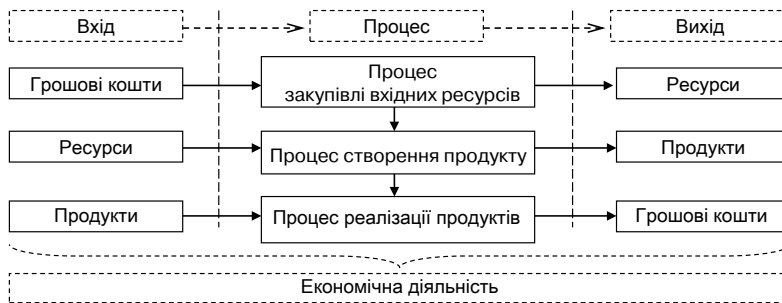 Вхід
Процес
Вихід
Грошові кошти
Процес
закупівлі вхідних ресурсів
Ресурси
Ресурси
Процес створення продукту
Продукти
Продукти
Процес реалізації продуктів
Грошові кошти
Економічна діяльність